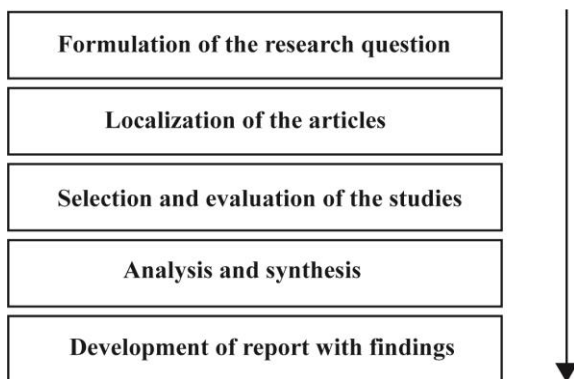 Formulation of the research question
Localization of the articles
Selection and evaluation of the studies
Analysis and synthesis
Development of report with findings